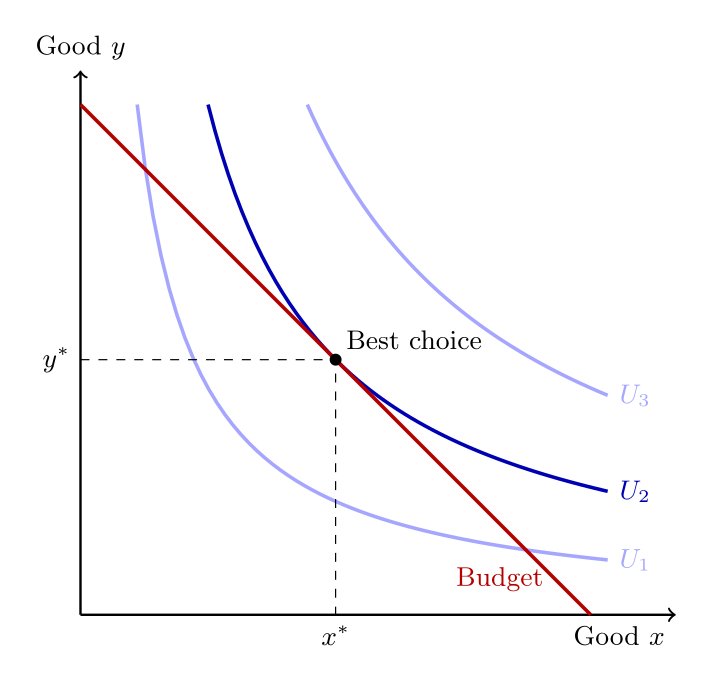 Good y
Best choice
y*
U₃
U₂
U₁
Budget
x*
Good x